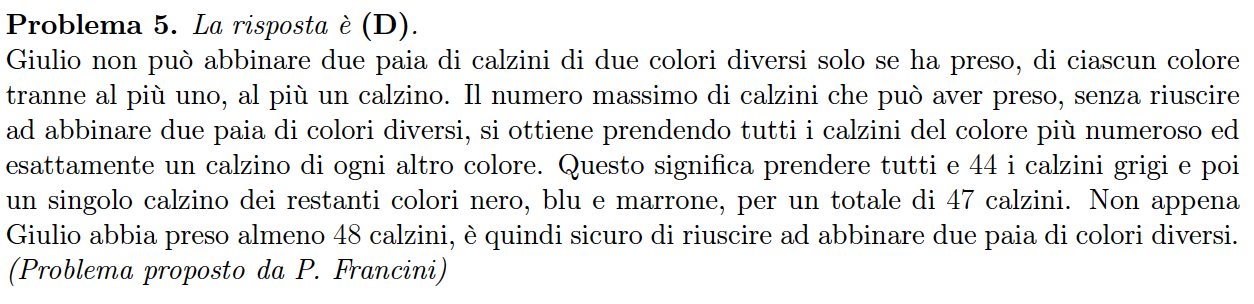 Problema 5. La risposta è (D).
Giulio non può abbinare due paia di calzini di due colori diversi solo se ha preso, di ciascun colore
tranne al più uno, al più un calzino. Il numero massimo di calzini che può aver preso, senza riuscire
ad abbinare due paia di colori diversi, si ottiene prendendo tutti i calzini del colore più numeroso ed
esattamente un calzino di ogni altro colore. Questo significa prendere tutti e 44 i calzini grigi e poi
un singolo calzino dei restanti colori nero, blu e marrone, per un totale di 47 calzini. Non appena
Giulio abbia preso almeno 48 calzini, è quindi sicuro di riuscire ad abbinare due paia di colori diversi.
(Problema proposto da P. Francini)